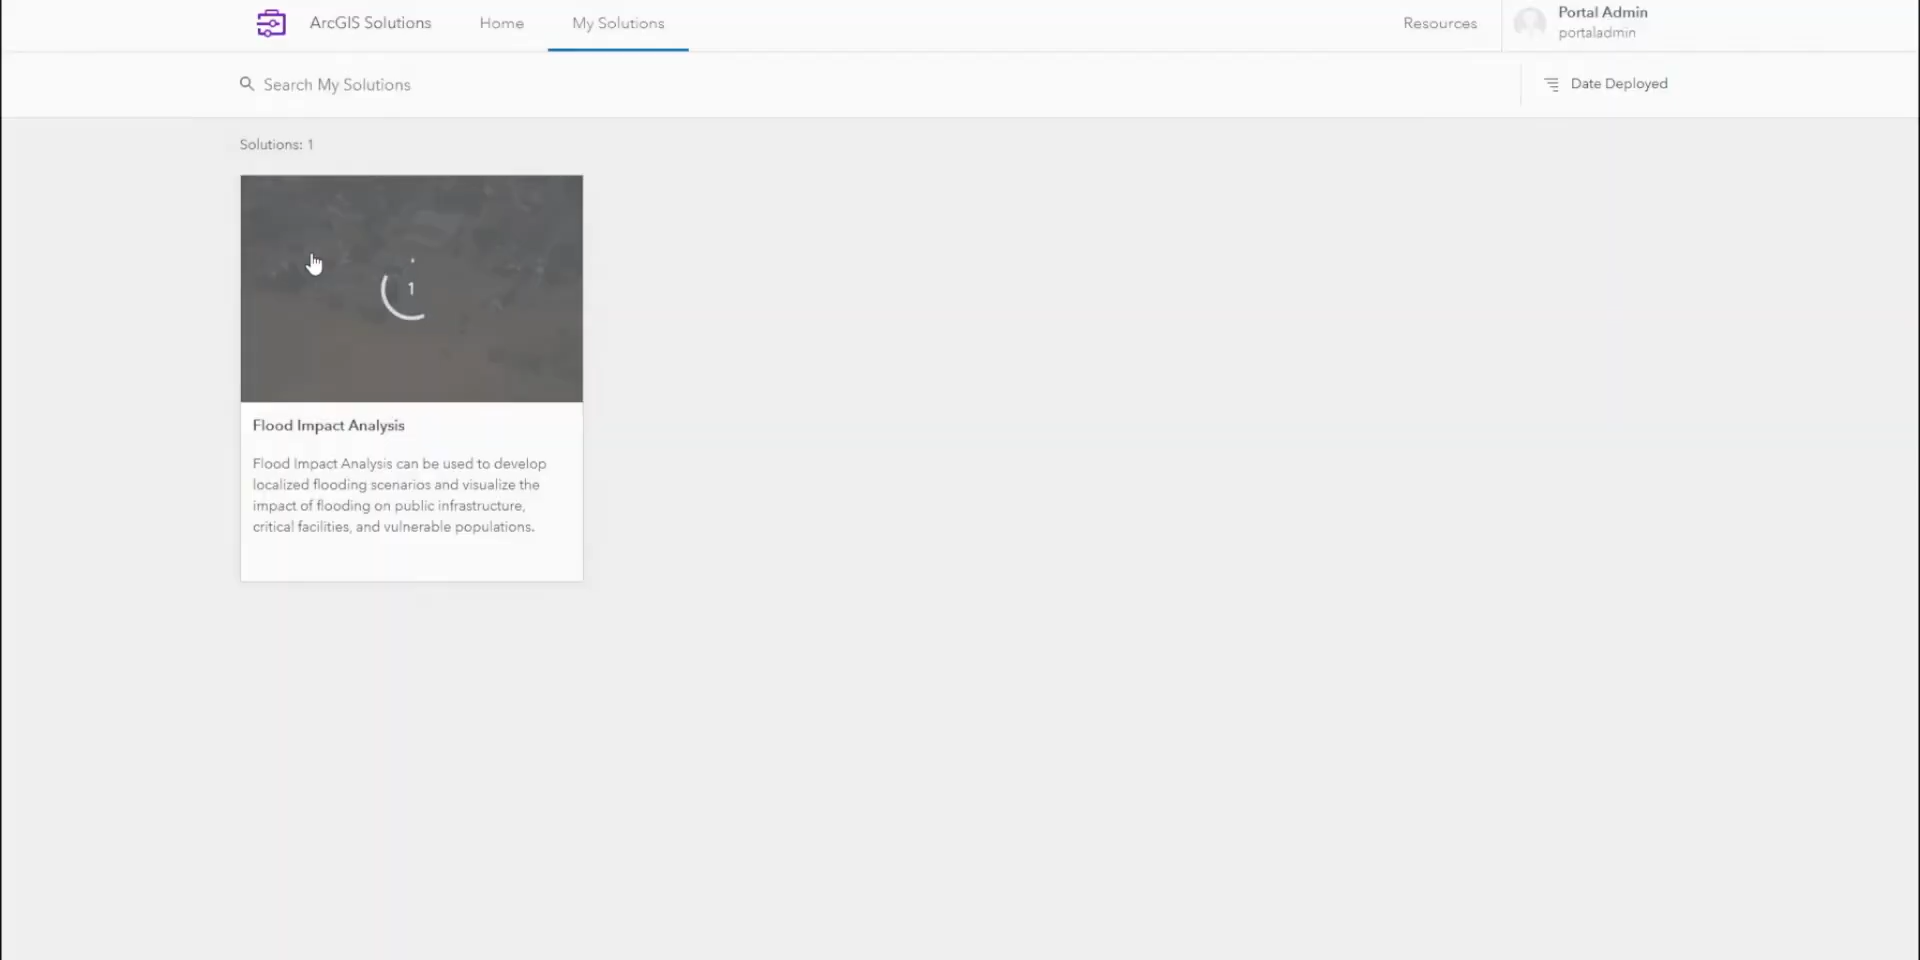 ArcGIS Solutions
Home
My Solutions
Resources
Portal Admin
portaladmin
Search My Solutions
Date Deployed
Solutions: 1
1
Flood Impact Analysis
Flood Impact Analysis can be used to develop
localized flooding scenarios and visualize the
impact of flooding on public infrastructure,
critical facilities, and vulnerable populations.